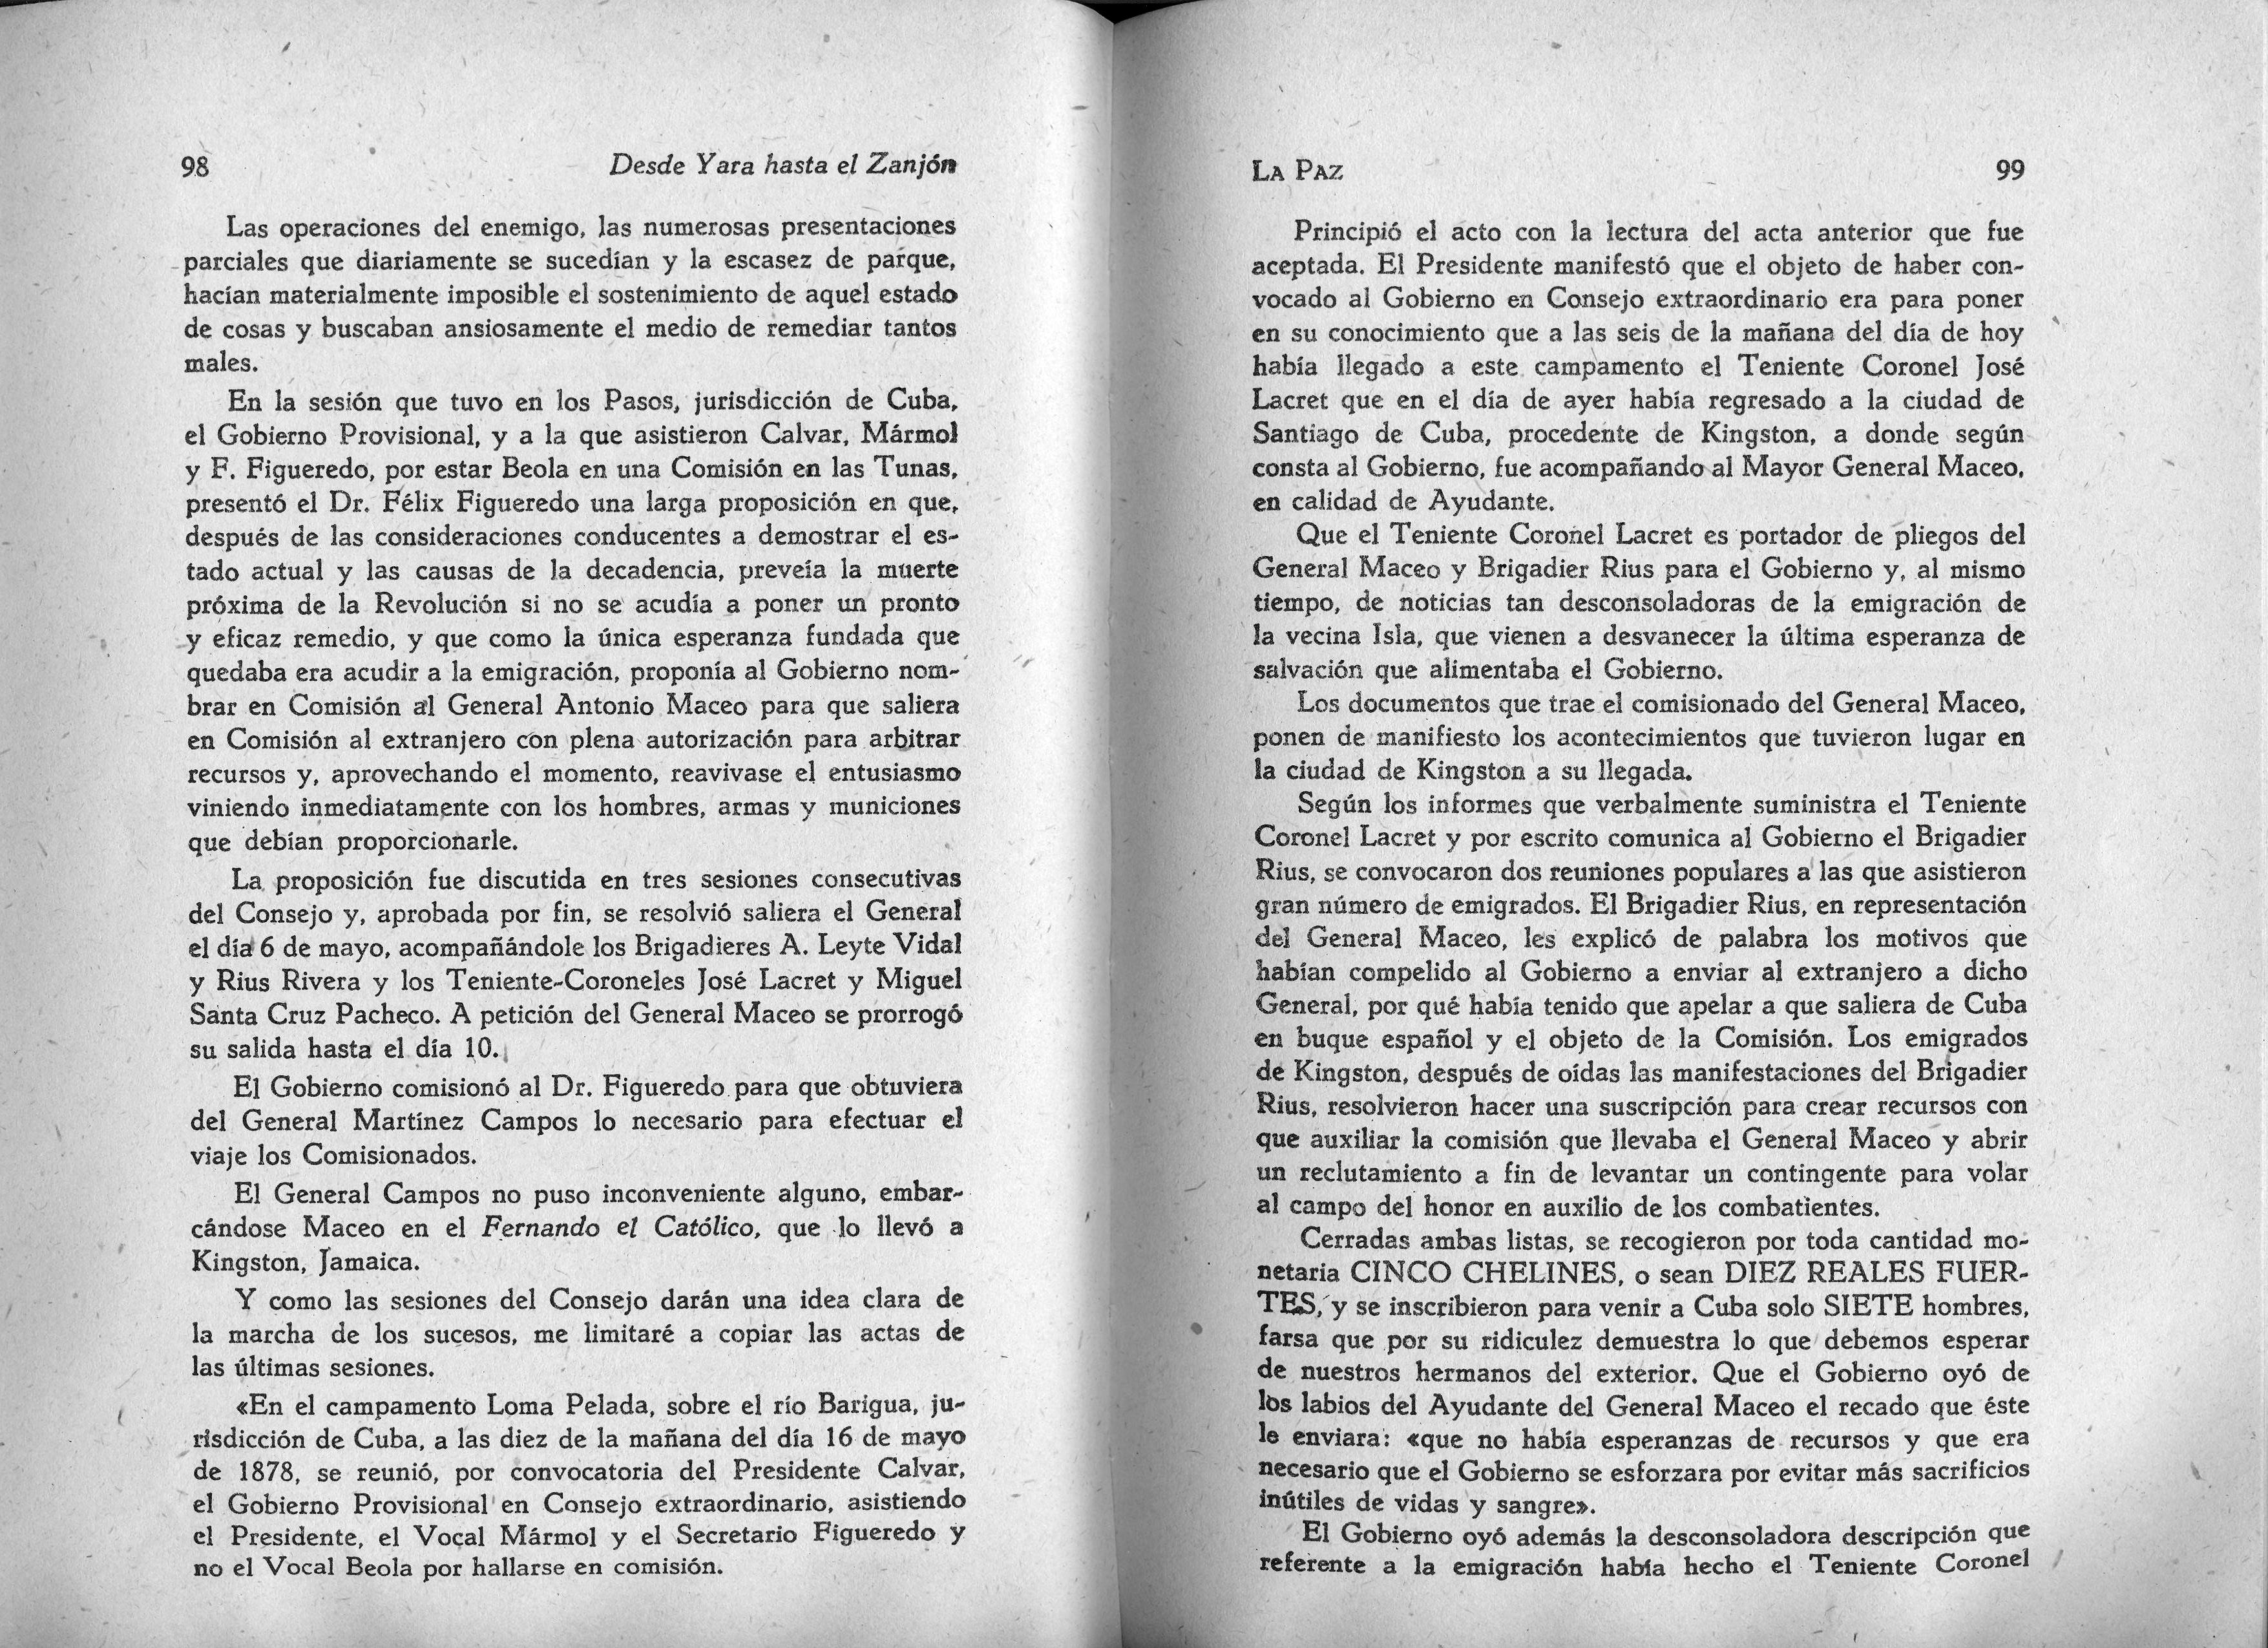 98 Desde Yara hasta el Zanjón
Las operaciones del enemigo, las numerosas presentaciones
parciales que diariamente se sucedían y la escasez de parque,
hacían materialmente imposible el sostenimiento de aquel estado
de cosas y buscaban ansiosamente el medio de remediar tantos
males.
En la sesión que tuvo en los Pasos, jurisdicción de Cuba,
el Gobierno Provisional, y a la que asistieron Calvar, Mármol
y F. Figueredo, por estar Beola en una Comisión en las Tunas,
presentó el Dr. Félix Figueredo una larga proposición en que,
después de las consideraciones conducentes a demostrar el es-
tado actual y las causas de la decadencia, preveía la muerte
próxima de la Revolución si no se acudía a poner un pronto
y eficaz remedio, y que como la única esperanza fundada que
quedaba era acudir a la emigración, proponía al Gobierno nom-
brar en Comisión al General Antonio Maceo para que saliera
en Comisión al extranjero con plena autorización para arbitrar
recursos y, aprovechando el momento, reavivase el entusiasmo
viniendo inmediatamente con los hombres, armas y municiones
que debían proporcionarle.
La proposición fue discutida en tres sesiones consecutivas
del Consejo y, aprobada por fin, se resolvió saliera el General
el día 6 de mayo, acompañándole los Brigadieres A. Leyte Vidal
y Rius Rivera y los Teniente-Coroneles José Lacret y Miguel
Santa Cruz Pacheco. A petición del General Maceo se prorrogó
su salida hasta el día 10.
El Gobierno comisionó al Dr. Figueredo para que obtuviera
del General Martínez Campos lo necesario para efectuar el
viaje los Comisionados.
El General Campos no puso inconveniente alguno, embar-
cándose Maceo en el Fernando el Católico, que lo llevó a
Kingston, Jamaica.
Y como las sesiones del Consejo darán una idea clara de
la marcha de los sucesos, me limitaré a copiar las actas de
las últimas sesiones.
«En el campamento Loma Pelada, sobre el río Barigua, ju-
risdicción de Cuba, a las diez de la mañana del día 16 de mayo
de 1878, se reunió, por convocatoria del Presidente Calvar,
el Gobierno Provisional en Consejo extraordinario, asistiendo
el Presidente, el Vocal Mármol y el Secretario Figueredo y
no el Vocal Beola por hallarse en comisión.
LA PAZ 99
Principió el acto con la lectura del acta anterior que fue
aceptada. El Presidente manifestó que el objeto de haber con-
vocado al Gobierno en Consejo extraordinario era para poner
en su conocimiento que a las seis de la mañana del día de hoy
había llegado a este campamento el Teniente Coronel José
Lacret que en el día de ayer había regresado a la ciudad de
Santiago de Cuba, procedente de Kingston, a donde según
consta al Gobierno, fue acompañando al Mayor General Maceo,
en calidad de Ayudante.
Que el Teniente Coronel Lacret es portador de pliegos del
General Maceo y Brigadier Rius para el Gobierno y, al mismo
tiempo, de noticias tan desconsoladoras de la emigración de
la vecina Isla, que vienen a desvanecer la última esperanza de
salvación que alimentaba el Gobierno.
Los documentos que trae el comisionado del General Maceo,
ponen de manifiesto los acontecimientos que tuvieron lugar en
la ciudad de Kingston a su llegada.
Según los informes que verbalmente suministra el Teniente
Coronel Lacret y por escrito comunica al Gobierno el Brigadier
Rius, se convocaron dos reuniones populares a las que asistieron
gran número de emigrados. El Brigadier Rius, en representación
del General Maceo, les explicó de palabra los motivos que
habían compelido al Gobierno a enviar al extranjero a dicho
General, por qué había tenido que apelar a que saliera de Cuba
en buque español y el objeto de la Comisión. Los emigrados
de Kingston, después de oídas las manifestaciones del Brigadier
Rius, resolvieron hacer una suscripción para crear recursos con
que auxiliar la comisión que llevaba el General Maceo y abrir
un reclutamiento a fin de levantar un contingente para volar
al campo del honor en auxilio de los combatientes.
Cerradas ambas listas, se recogieron por toda cantidad mo-
netaria CINCO CHELINES, o sean DIEZ REALES FUER-
TES, y se inscribieron para venir a Cuba solo SIETE hombres,
farsa que por su ridiculez demuestra lo que debemos esperar
de nuestros hermanos del exterior. Que el Gobierno oyó de
los labios del Ayudante del General Maceo el recado que éste
le enviara: «que no había esperanzas de recursos y que era
necesario que el Gobierno se esforzara por evitar más sacrificios
inútiles de vidas y sangre».
El Gobierno oyó además la desconsoladora descripción que
referente a la emigración había hecho el Teniente Coronel